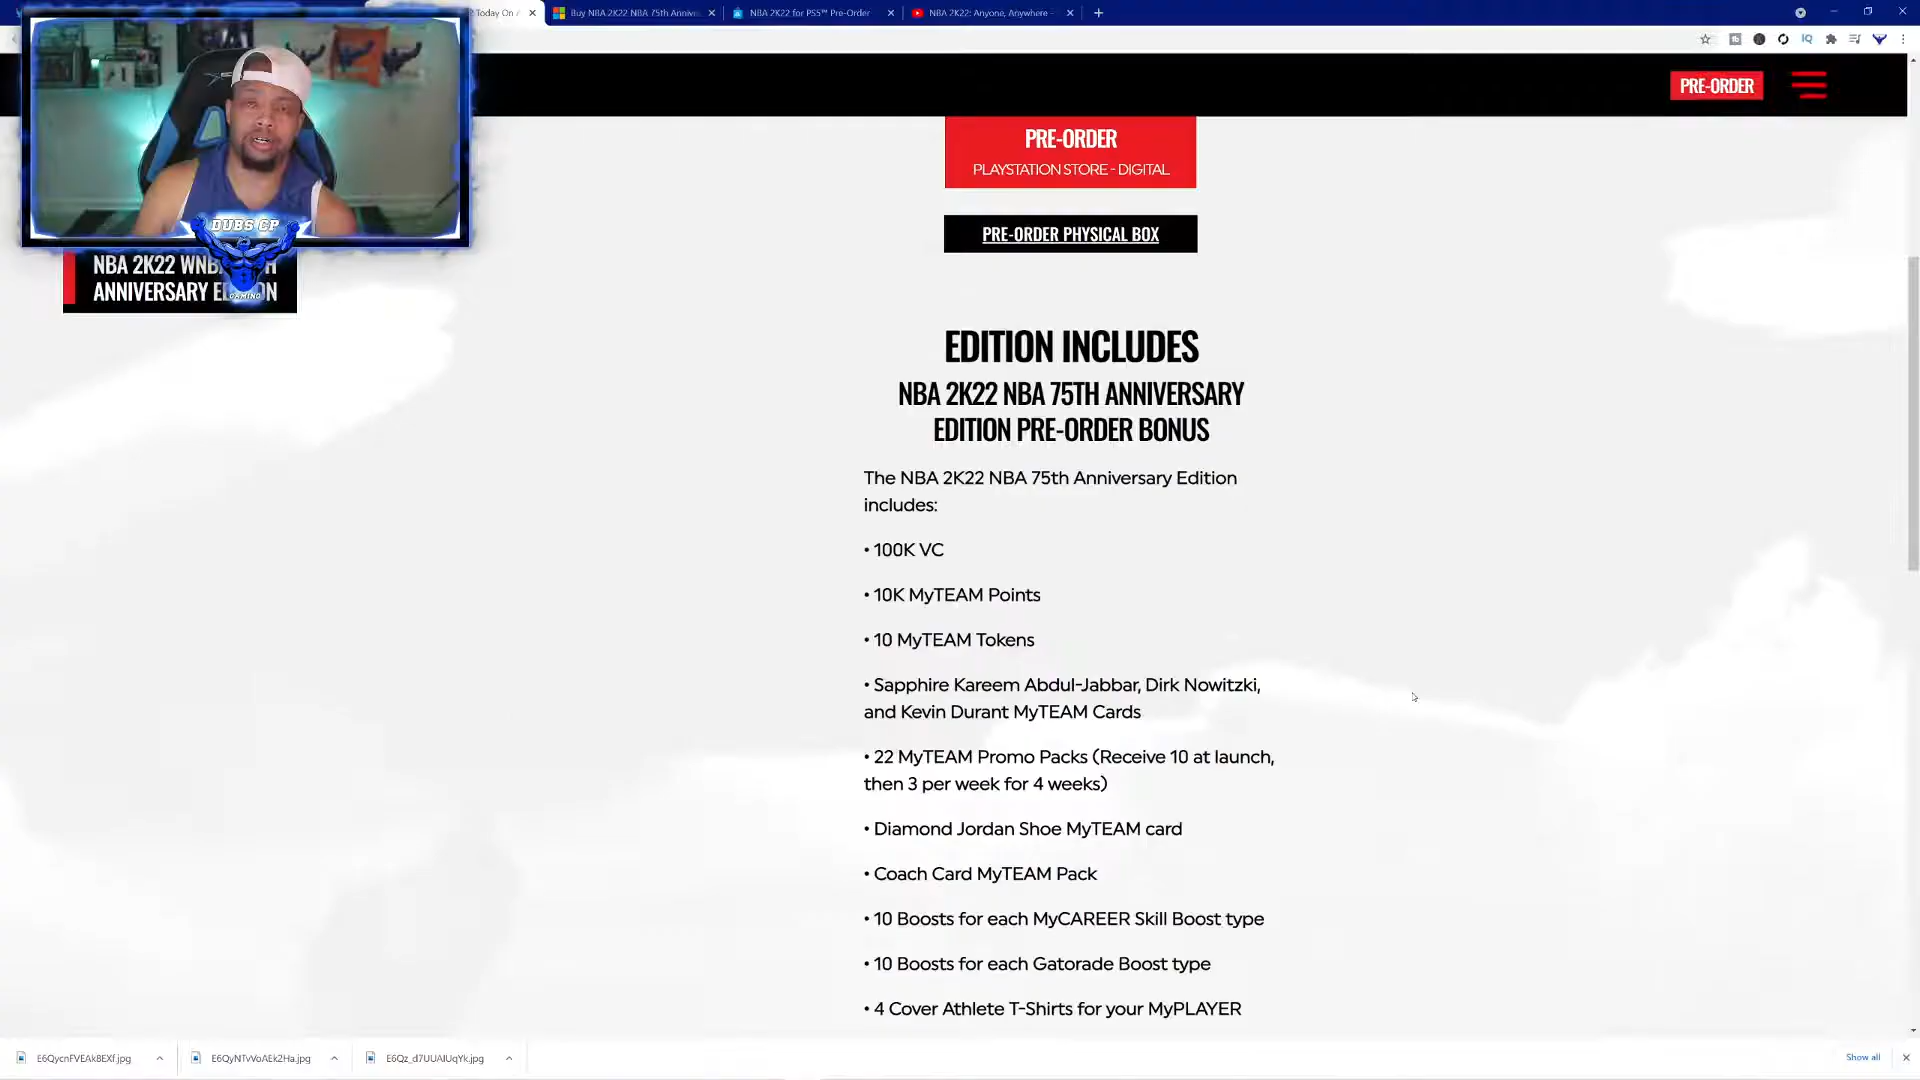 Today On
Buy NBA 2K22 NBA 75th Annive
NBA 2K22 for PS5™ Pre-Order
NBA 2K22: Anyone, Anywhere -
PRE-ORDER
PRE-ORDER
PLAYSTATION STORE - DIGITAL
PRE-ORDER PHYSICAL BOX
DUBS CP
GAMING
NBA 2K22 WNB
ANNIVERSARY
EDITION INCLUDES
NBA 2K22 NBA 75TH ANNIVERSARY
EDITION PRE-ORDER BONUS
The NBA 2K22 NBA 75th Anniversary Edition
includes:
• 100K VC
• 10K MyTEAM Points
• 10 MyTEAM Tokens
• Sapphire Kareem Abdul-Jabbar, Dirk Nowitzki,
and Kevin Durant MyTEAM Cards
• 22 MyTEAM Promo Packs (Receive 10 at launch,
then 3 per week for 4 weeks)
• Diamond Jordan Shoe MyTEAM card
• Coach Card MyTEAM Pack
• 10 Boosts for each MyCAREER Skill Boost type
• 10 Boosts for each Gatorade Boost type
• 4 Cover Athlete T-Shirts for your MyPLAYER
E6QycnFVEAk8EXf.jpg
E6QyNTvVoAEk2Ha.jpg
E6Qz_d7UUAIUqYk.jpg
Show all